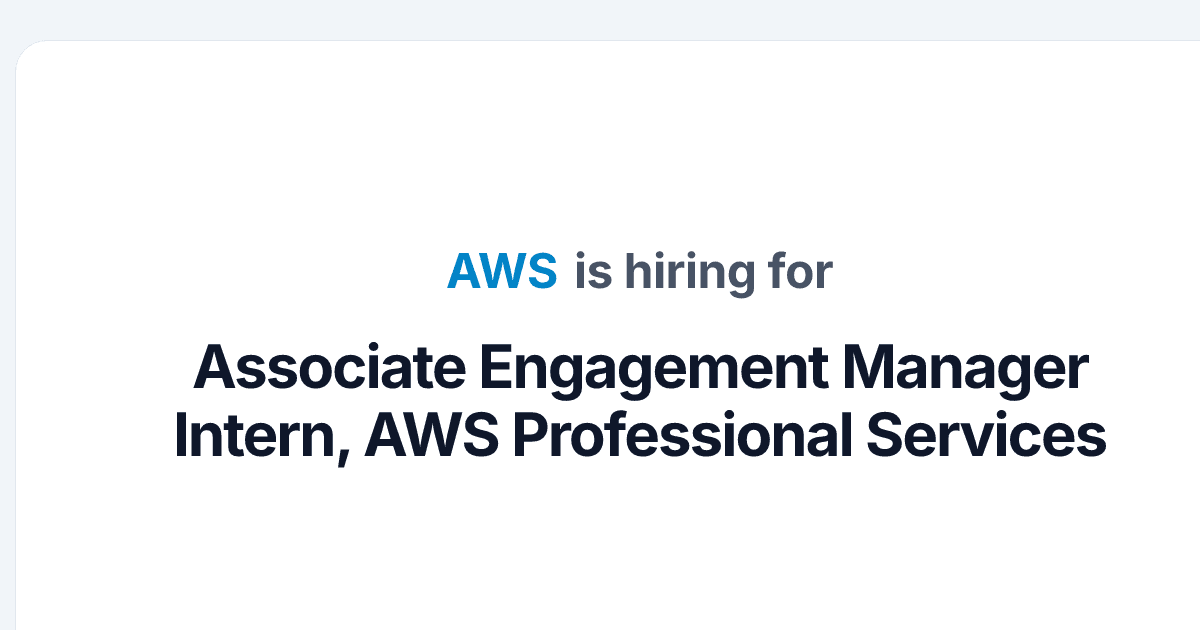 AWS is hiring for
Associate Engagement Manager
Intern, AWS Professional Services